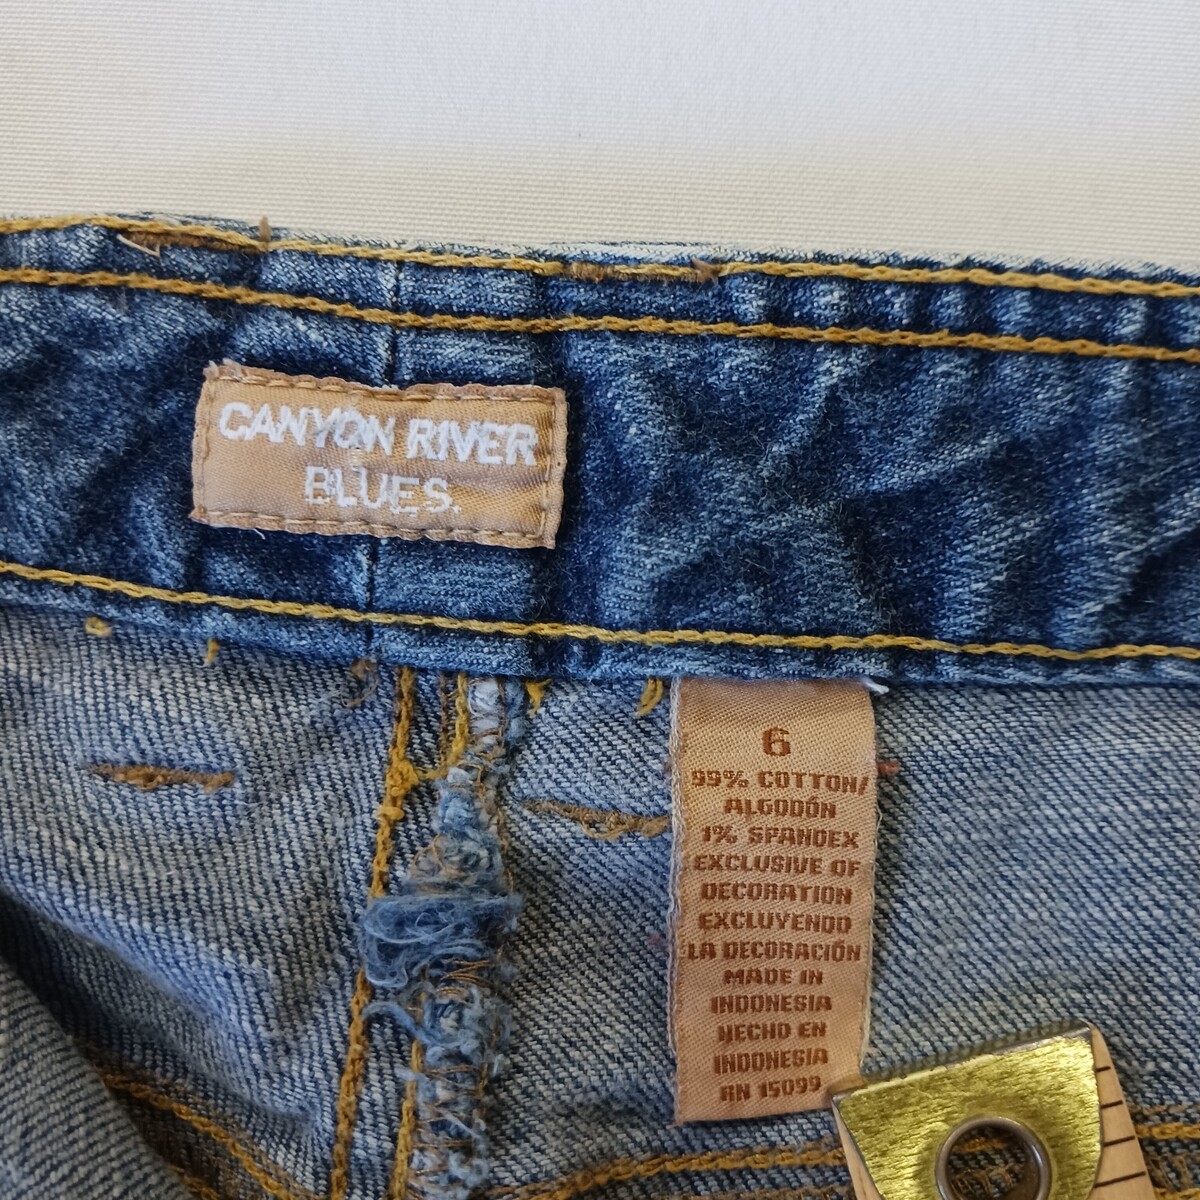 CANYON RIVER
BLUES.
6
99% COTTON/
ALGODÓN
1% SPANDEX
EXCLUSIVE OF
DECORATION
EXCLUYENDO
LA DECORACIÓN
MADE IN
INDONESIA
HECHO EN
INDONESIA
RN 15099